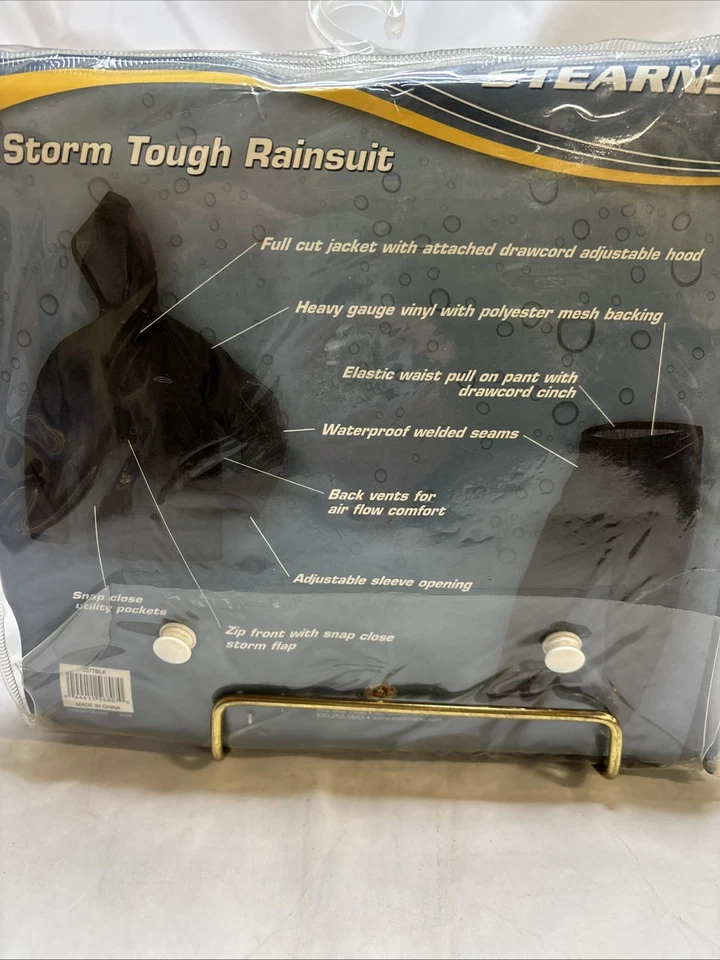 STEARNS
Storm Tough Rainsuit
Full cut jacket with attached drawcord adjustable hood
Heavy gauge vinyl with polyester mesh backing
Elastic waist pull on pant with
drawcord cinch
Waterproof welded seams
Back vents for
air flow comfort
Adjustable sleeve opening
Snap close
utility pockets
Zip front with snap close
storm flap
MADE IN CHINA